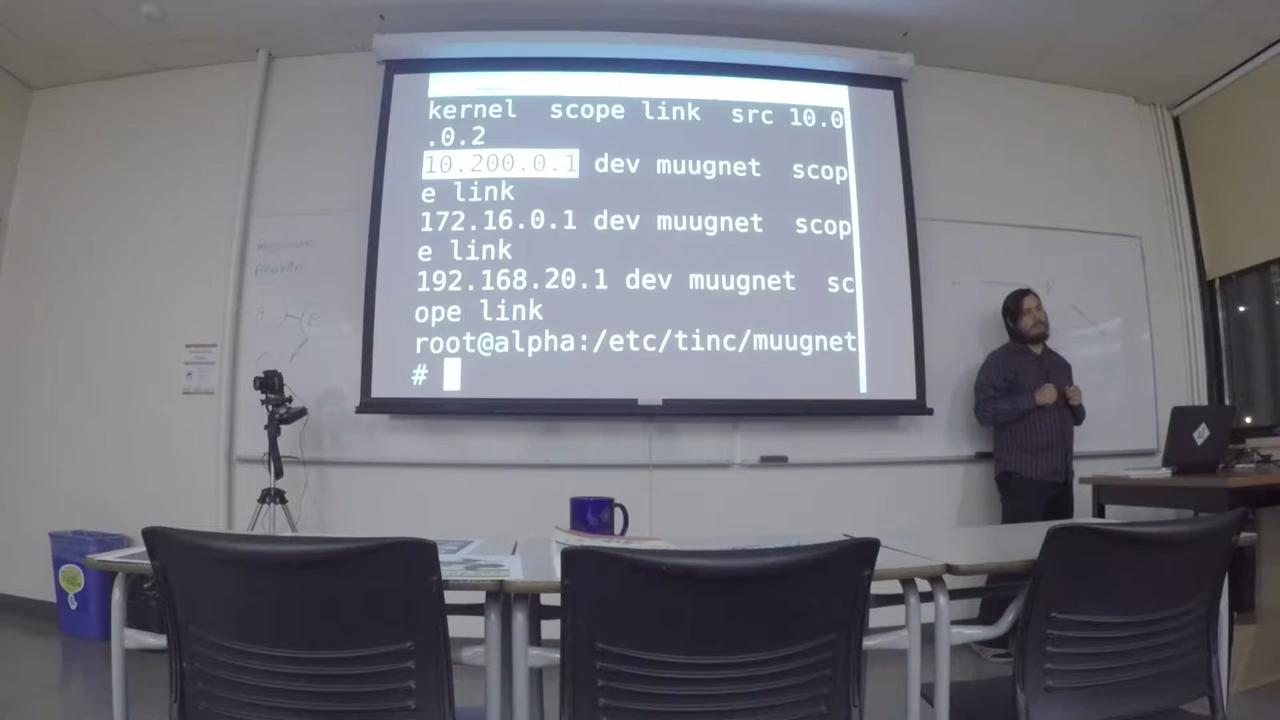 kernel  scope link  src 10.0
.0.2
10.200.0.1 dev muugnet  scop
e link
172.16.0.1 dev muugnet  scop
e link
192.168.20.1 dev muugnet  sc
ope link
root@alpha:/etc/tinc/muugnet
#